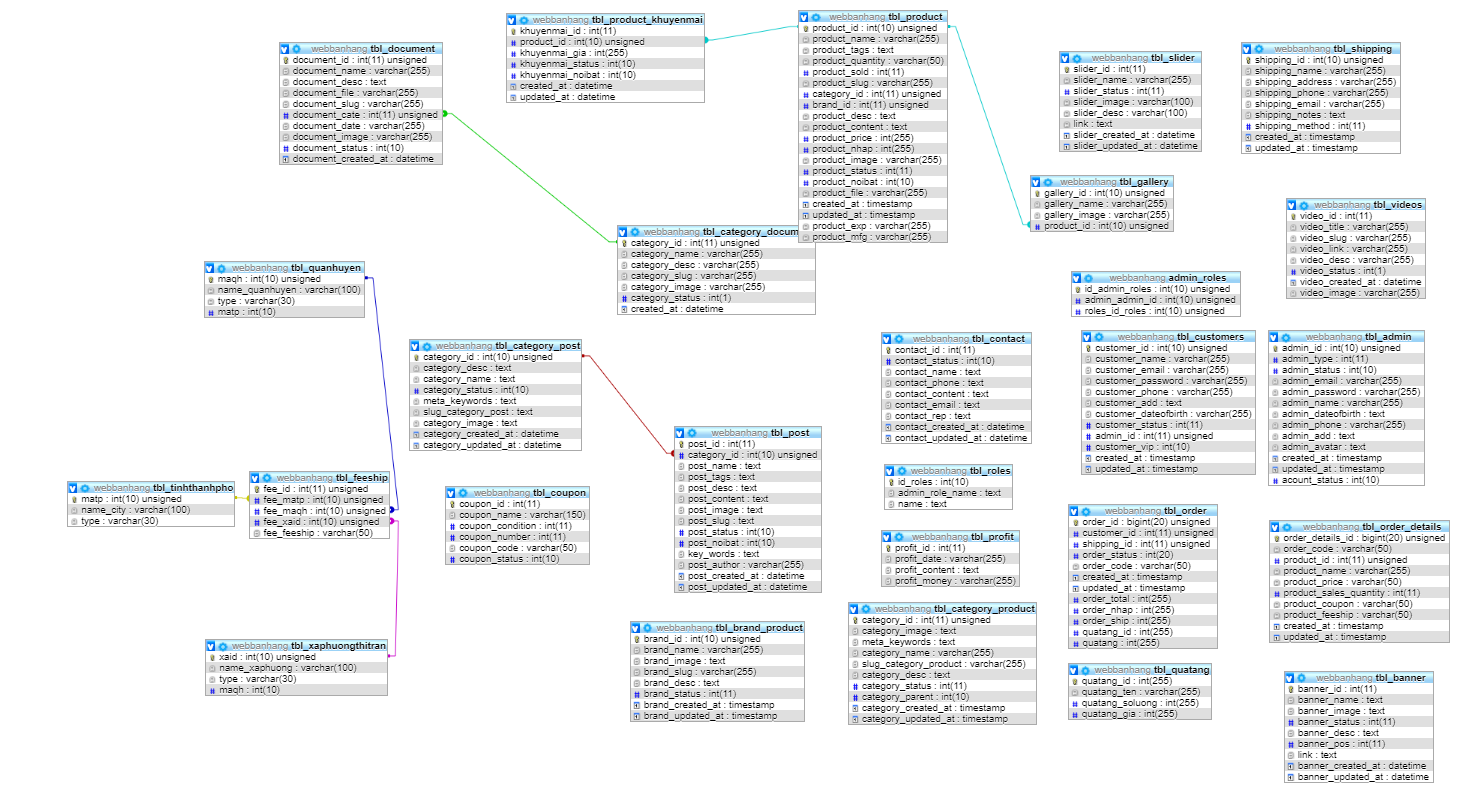 webbanhang.tbl_document
document_id : int(11) unsigned
document_name : varchar(255)
document_desc : text
document_file : varchar(255)
document_slug : varchar(255)
document_cate : int(11) unsigned
document_date : varchar(255)
document_image : varchar(255)
document_status : int(10)
document_created_at : datetime
webbanhang.tbl_product_khuyenmai
khuyenmai_id : int(11)
product_id : int(10) unsigned
khuyenmai_gia : int(255)
khuyenmai_status : int(10)
khuyenmai_noibat : int(10)
created_at : datetime
updated_at : datetime
webbanhang.tbl_product
product_id : int(10) unsigned
product_name : varchar(255)
product_tags : text
product_quantity : varchar(50)
product_sold : int(11)
product_slug : varchar(255)
category_id : int(11) unsigned
brand_id : int(11) unsigned
product_desc : text
product_content : text
product_price : int(255)
product_nhap : int(255)
product_image : varchar(255)
product_status : int(11)
product_noibat : int(10)
product_file : varchar(255)
created_at : timestamp
updated_at : timestamp
product_exp : varchar(255)
product_mfg : varchar(255)
webbanhang.tbl_slider
slider_id : int(11)
slider_name : varchar(255)
slider_status : int(11)
slider_image : varchar(100)
slider_desc : varchar(100)
link : text
slider_created_at : datetime
slider_updated_at : datetime
webbanhang.tbl_shipping
shipping_id : int(10) unsigned
shipping_name : varchar(255)
shipping_address : varchar(255)
shipping_phone : varchar(255)
shipping_email : varchar(255)
shipping_notes : text
shipping_method : int(11)
created_at : timestamp
updated_at : timestamp
webbanhang.tbl_gallery
gallery_id : int(10) unsigned
gallery_name : varchar(255)
gallery_image : varchar(255)
product_id : int(10) unsigned
webbanhang.tbl_videos
video_id : int(11)
video_title : varchar(255)
video_slug : varchar(255)
video_link : varchar(255)
video_desc : varchar(255)
video_status : int(1)
video_created_at : datetime
video_image : varchar(255)
webbanhang.tbl_category_docum
category_id : int(11) unsigned
category_name : varchar(255)
category_desc : varchar(255)
category_slug : varchar(255)
category_image : varchar(255)
category_status : int(1)
created_at : datetime
webbanhang.tbl_quanhuyen
maqh : int(10) unsigned
name_quanhuyen : varchar(100)
type : varchar(30)
matp : int(10)
webbanhang.admin_roles
id_admin_roles : int(10) unsigned
admin_admin_id : int(10) unsigned
roles_id_roles : int(10) unsigned
webbanhang.tbl_category_post
category_id : int(10) unsigned
category_desc : text
category_name : text
category_status : int(10)
meta_keywords : text
slug_category_post : text
category_image : text
category_created_at : datetime
category_updated_at : datetime
webbanhang.tbl_contact
contact_id : int(11)
contact_status : int(10)
contact_name : text
contact_phone : text
contact_content : text
contact_email : text
contact_rep : text
contact_created_at : datetime
contact_updated_at : datetime
webbanhang.tbl_customers
customer_id : int(10) unsigned
customer_name : varchar(255)
customer_email : varchar(255)
customer_password : varchar(255)
customer_phone : varchar(255)
customer_add : text
customer_dateofbirth : varchar(255)
customer_status : int(11)
admin_id : int(11) unsigned
customer_vip : int(10)
created_at : timestamp
updated_at : timestamp
webbanhang.tbl_admin
admin_id : int(10) unsigned
admin_type : int(11)
admin_status : int(10)
admin_email : varchar(255)
admin_password : varchar(255)
admin_name : varchar(255)
admin_dateofbirth : text
admin_phone : varchar(255)
admin_add : text
admin_avatar : text
created_at : timestamp
updated_at : timestamp
acount_status : int(10)
webbanhang.tbl_post
post_id : int(11)
category_id : int(10) unsigned
post_name : text
post_tags : text
post_desc : text
post_content : text
post_image : text
post_slug : text
post_status : int(10)
post_noibat : int(10)
key_words : text
post_author : varchar(255)
post_created_at : datetime
post_updated_at : datetime
webbanhang.tbl_tinhthanhpho
matp : int(10) unsigned
name_city : varchar(100)
type : varchar(30)
webbanhang.tbl_feeship
fee_id : int(11) unsigned
fee_matp : int(10) unsigned
fee_maqh : int(10) unsigned
fee_xaid : int(10) unsigned
fee_feeship : varchar(50)
webbanhang.tbl_coupon
coupon_id : int(11)
coupon_name : varchar(150)
coupon_condition : int(11)
coupon_number : int(11)
coupon_code : varchar(50)
coupon_status : int(10)
webbanhang.tbl_roles
id_roles : int(10)
admin_role_name : text
name : text
webbanhang.tbl_profit
profit_id : int(11)
profit_date : varchar(255)
profit_content : text
profit_money : varchar(255)
webbanhang.tbl_order
order_id : bigint(20) unsigned
customer_id : int(11) unsigned
shipping_id : int(11) unsigned
order_status : int(20)
order_code : varchar(50)
created_at : timestamp
updated_at : timestamp
order_total : int(255)
order_nhap : int(255)
order_ship : int(255)
quatang_id : int(255)
quatang : int(255)
webbanhang.tbl_order_details
order_details_id : bigint(20) unsigned
order_code : varchar(50)
product_id : int(11) unsigned
product_name : varchar(255)
product_price : varchar(50)
product_sales_quantity : int(11)
product_coupon : varchar(50)
product_feeship : varchar(50)
created_at : timestamp
updated_at : timestamp
webbanhang.tbl_xaphuongthitran
xaid : int(10) unsigned
name_xaphuong : varchar(100)
type : varchar(30)
maqh : int(10)
webbanhang.tbl_brand_product
brand_id : int(10) unsigned
brand_name : varchar(255)
brand_image : text
brand_slug : varchar(255)
brand_desc : text
brand_status : int(11)
brand_created_at : timestamp
brand_updated_at : timestamp
webbanhang.tbl_category_product
category_id : int(11) unsigned
category_image : text
meta_keywords : text
category_name : varchar(255)
slug_category_product : varchar(255)
category_desc : text
category_status : int(11)
category_parent : int(10)
category_created_at : timestamp
category_updated_at : timestamp
webbanhang.tbl_quatang
quatang_id : int(255)
quatang_ten : varchar(255)
quatang_soluong : int(255)
quatang_gia : int(255)
webbanhang.tbl_banner
banner_id : int(11)
banner_name : text
banner_image : text
banner_status : int(11)
banner_desc : text
banner_pos : int(11)
link : text
banner_created_at : datetime
banner_updated_at : datetime